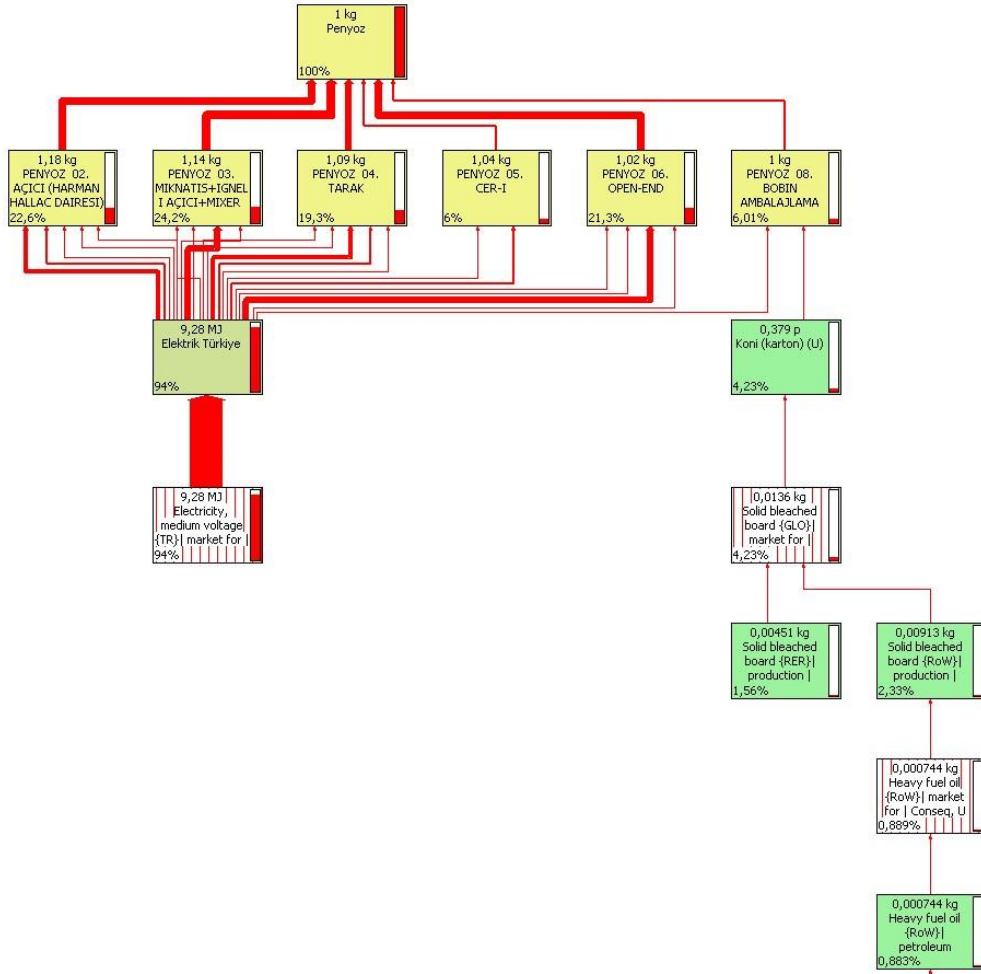 1 kg
Penyoz
100%
1,18 kg
PENYOZ 02.
AÇICI (HARMAN
HALLAC DAIRESI)
22,6%
1,14 kg
PENYOZ 03.
MIKNATIS+IGNEL
I AÇICI+MIXER
24,2%
1,09 kg
PENYOZ 04.
TARAK
19,3%
1,04 kg
PENYOZ 05.
CER-I
6%
1,02 kg
PENYOZ 06.
OPEN-END
21,3%
1 kg
PENYOZ 08.
BOBIN
AMBALAJLAMA
6,01%
9,28 MJ
Elektrik Türkiye
94%
0,379 p
Koni (karton) (U)
4,23%
9,28 MJ
Electricity,
medium voltage
{TR}| market for |
94%
0,0136 kg
Solid bleached
board {GLO}|
market for |
4,23%
0,00451 kg
Solid bleached
board {RER}|
production |
1,56%
0,00913 kg
Solid bleached
board {RoW}|
production |
2,33%
0,000744 kg
Heavy fuel oil
{RoW}| market
for | Conseq, U
0,889%
0,000744 kg
Heavy fuel oil
{RoW}|
petroleum
0,883%